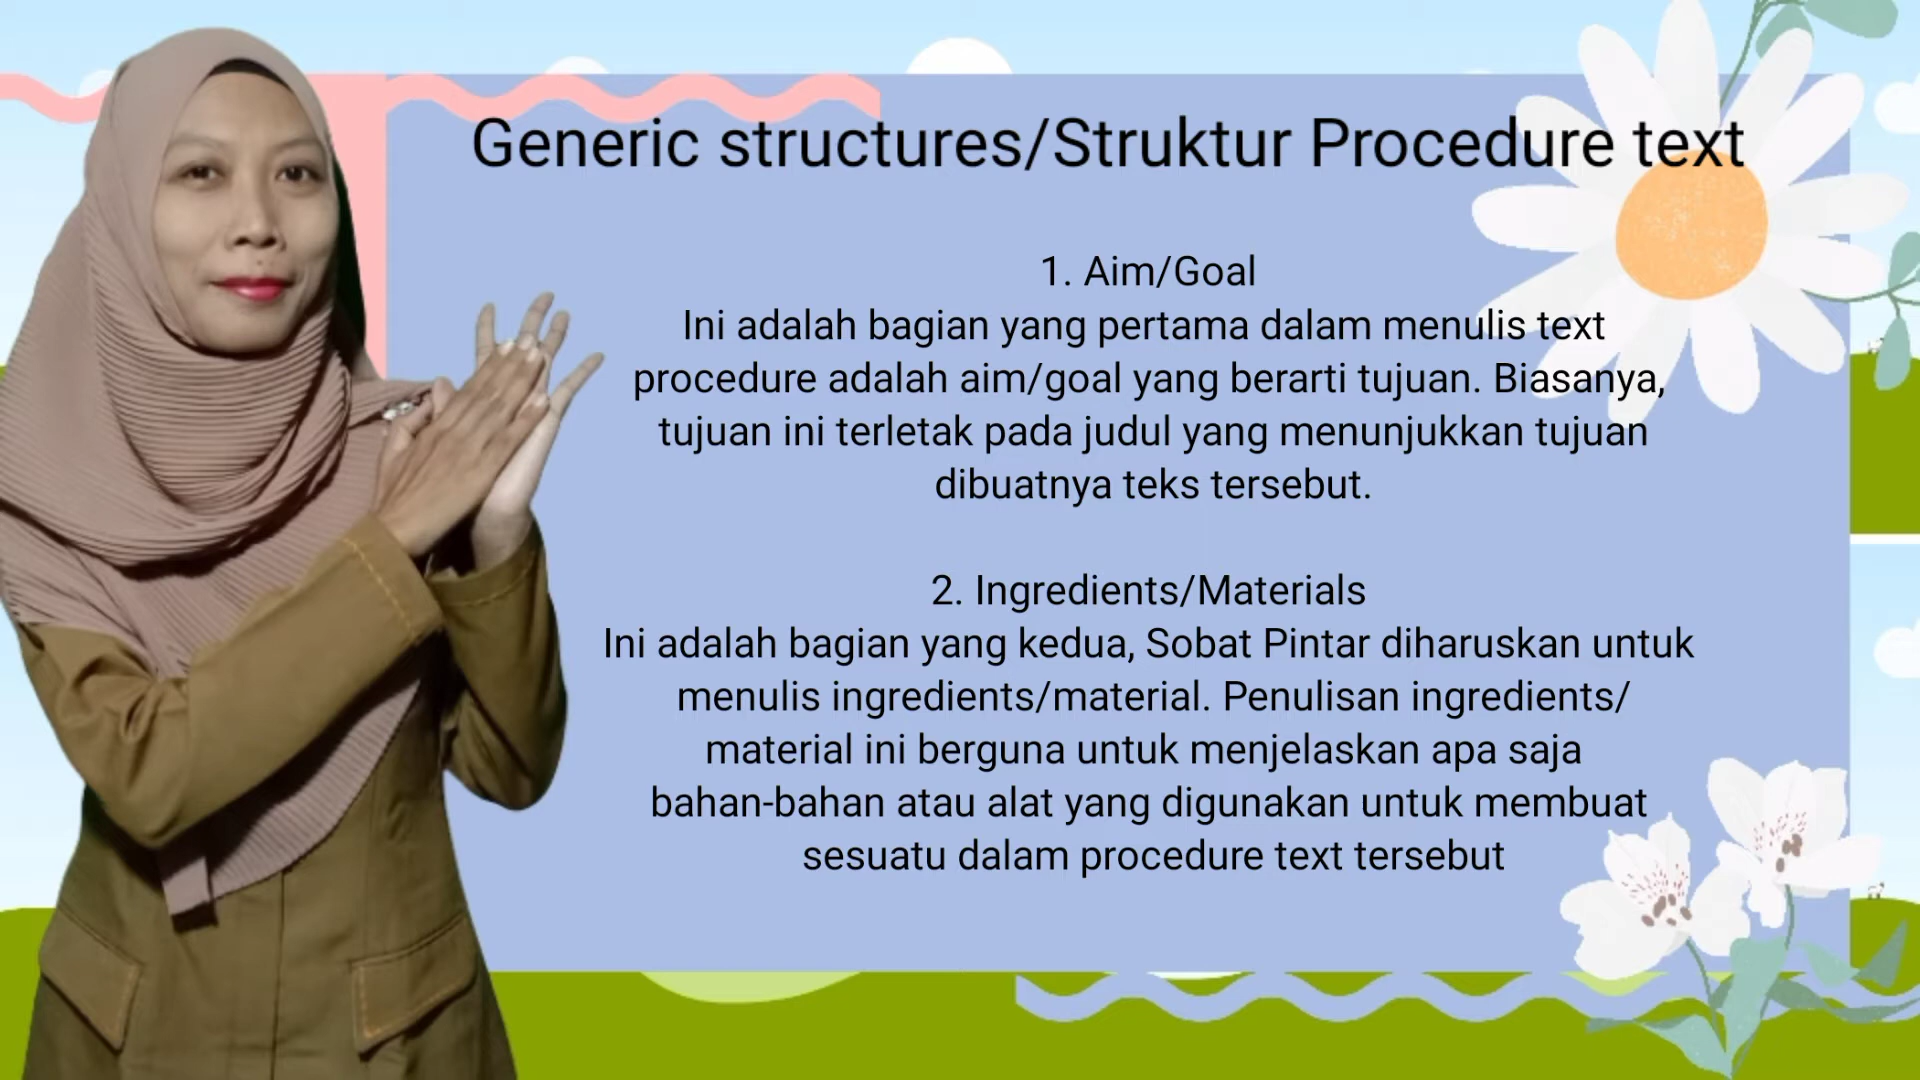 Generic structures/Struktur Procedure text
1. Aim/Goal
Ini adalah bagian yang pertama dalam menulis text
procedure adalah aim/goal yang berarti tujuan. Biasanya,
tujuan ini terletak pada judul yang menunjukkan tujuan
dibuatnya teks tersebut.
2. Ingredients/Materials
Ini adalah bagian yang kedua, Sobat Pintar diharuskan untuk
menulis ingredients/material. Penulisan ingredients/
material ini berguna untuk menjelaskan apa saja
bahan-bahan atau alat yang digunakan untuk membuat
sesuatu dalam procedure text tersebut